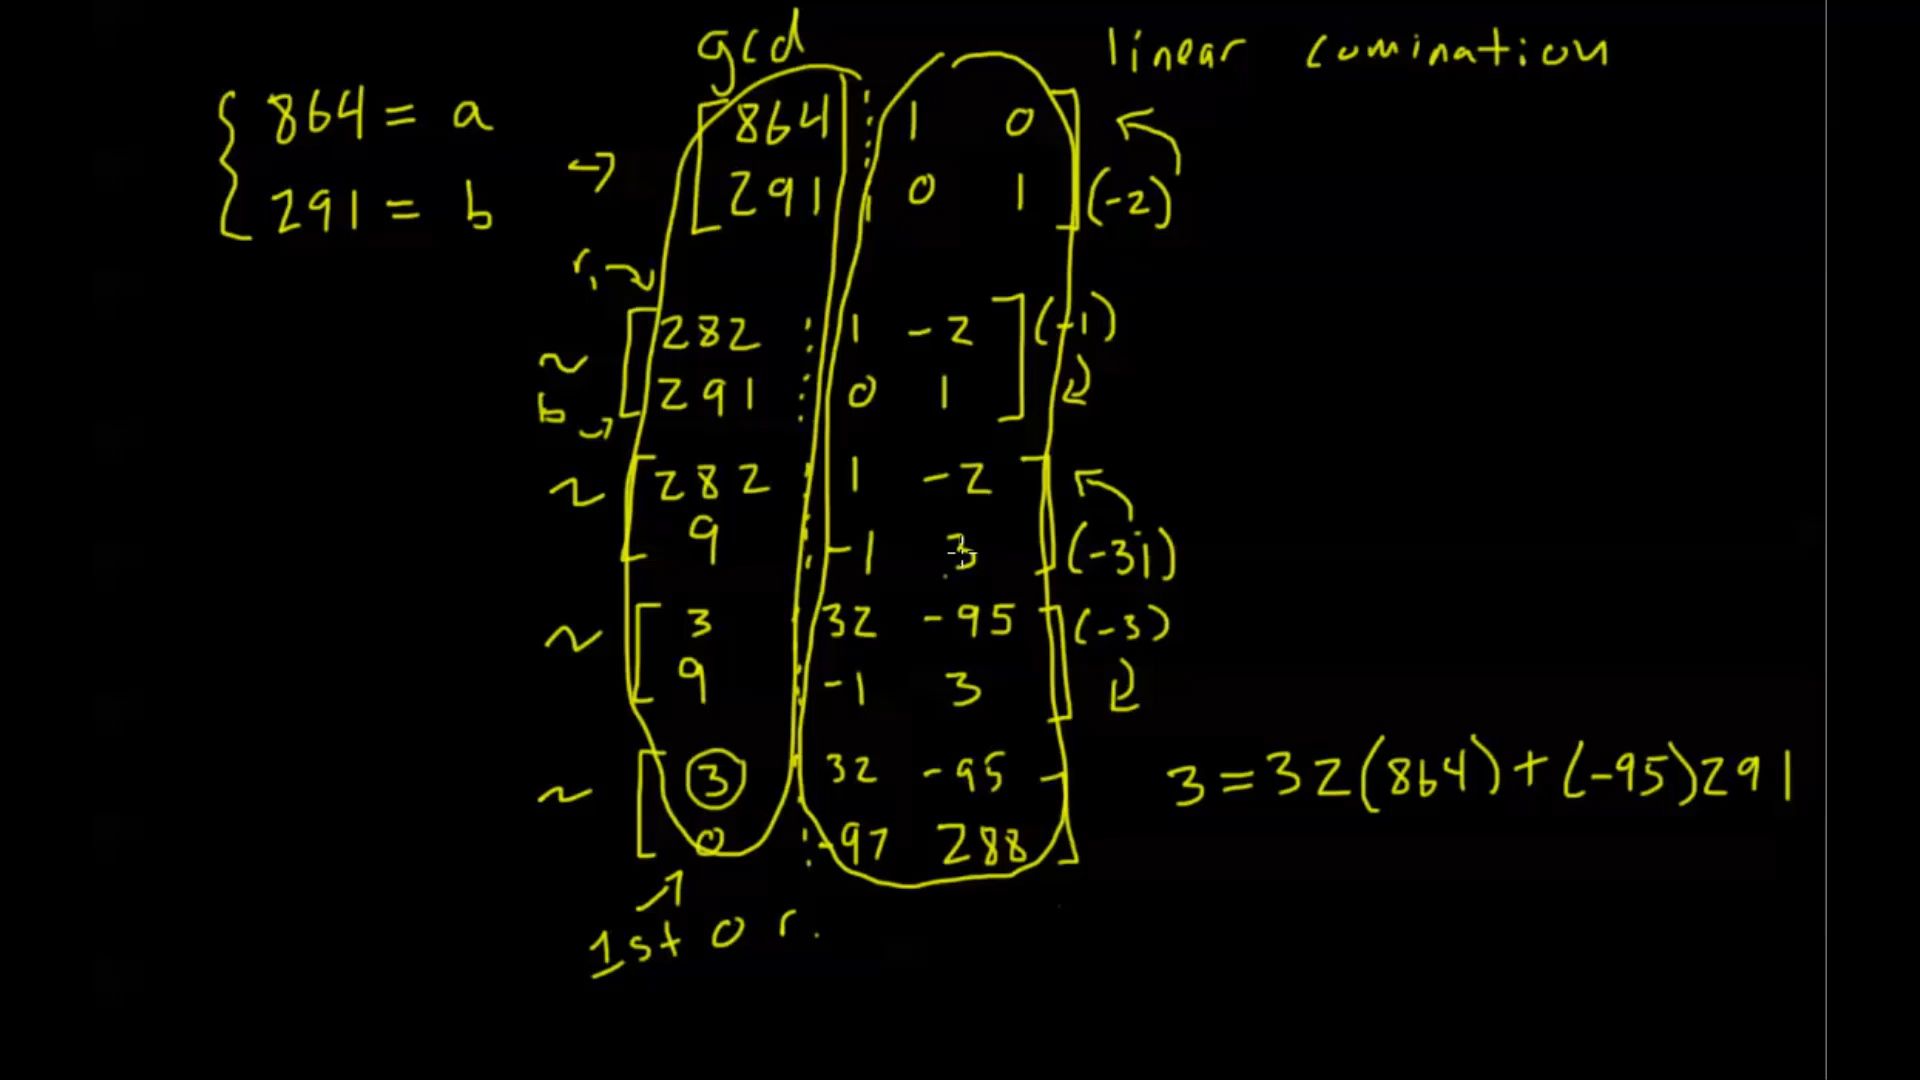 gcd
linear comination
864 = a
291 = b
→ [ 864 ⋮ 1 0 ]
[ 291 ⋮ 0 1 ] (-2)
r₁
~ [ 282 ⋮ 1 -2 ] (-1)
b [ 291 ⋮ 0 1 ]
~ [ 282 ⋮ 1 -2 ]
[ 9 ⋮ -1 3 ] (-31)
~ [ 3 ⋮ 32 -95 ] (-3)
[ 9 ⋮ -1 3 ]
~ [ 3 ⋮ 32 -95 ] 3 = 32(864) + (-95)291
[ 0 ⋮ -97 288 ]
1st 0 r.